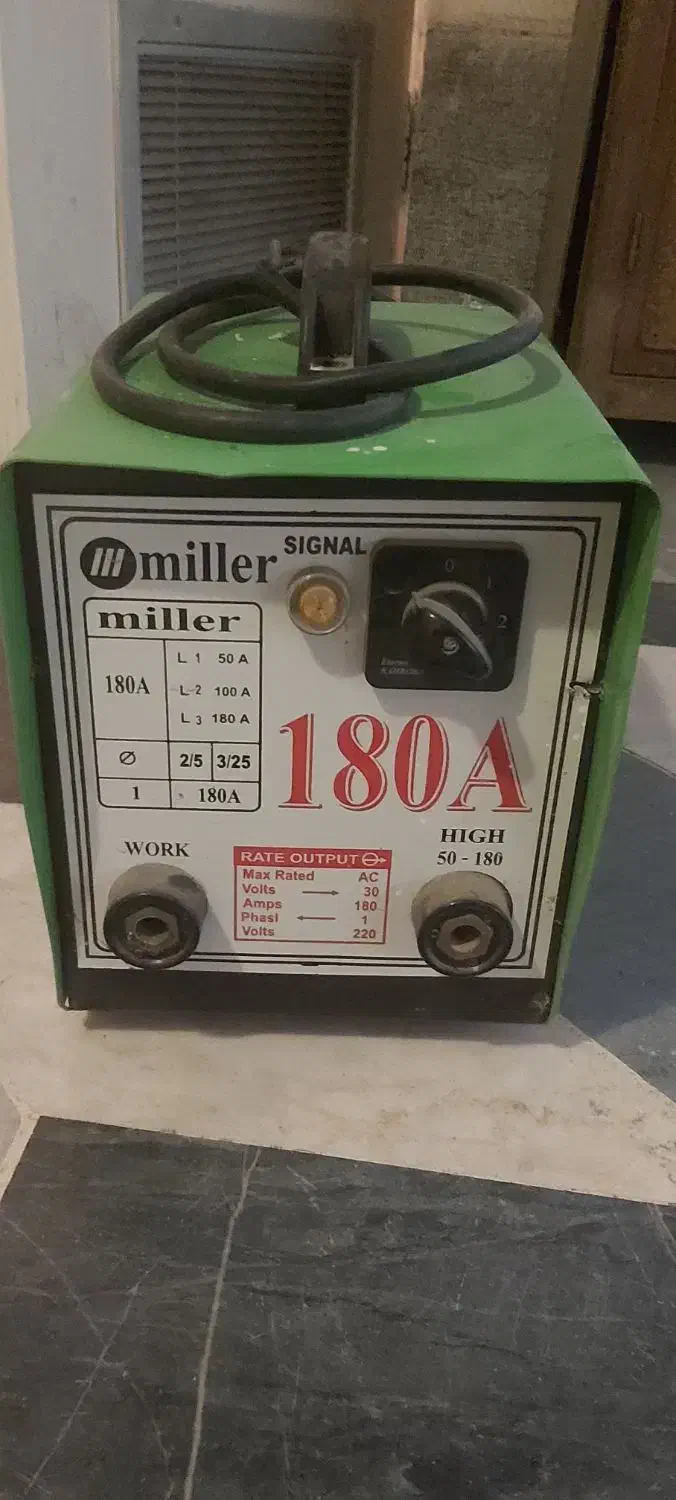 miller
SIGNAL
0
1
2
miller
180A
L 1 50 A
L-2 100 A
L 3 180 A
∅ 2/5 3/25
1 180A
180A
WORK
HIGH
50 - 180
RATE OUTPUT
Max Rated AC
Volts → 30
Amps 180
Phasl ← 1
Volts 220